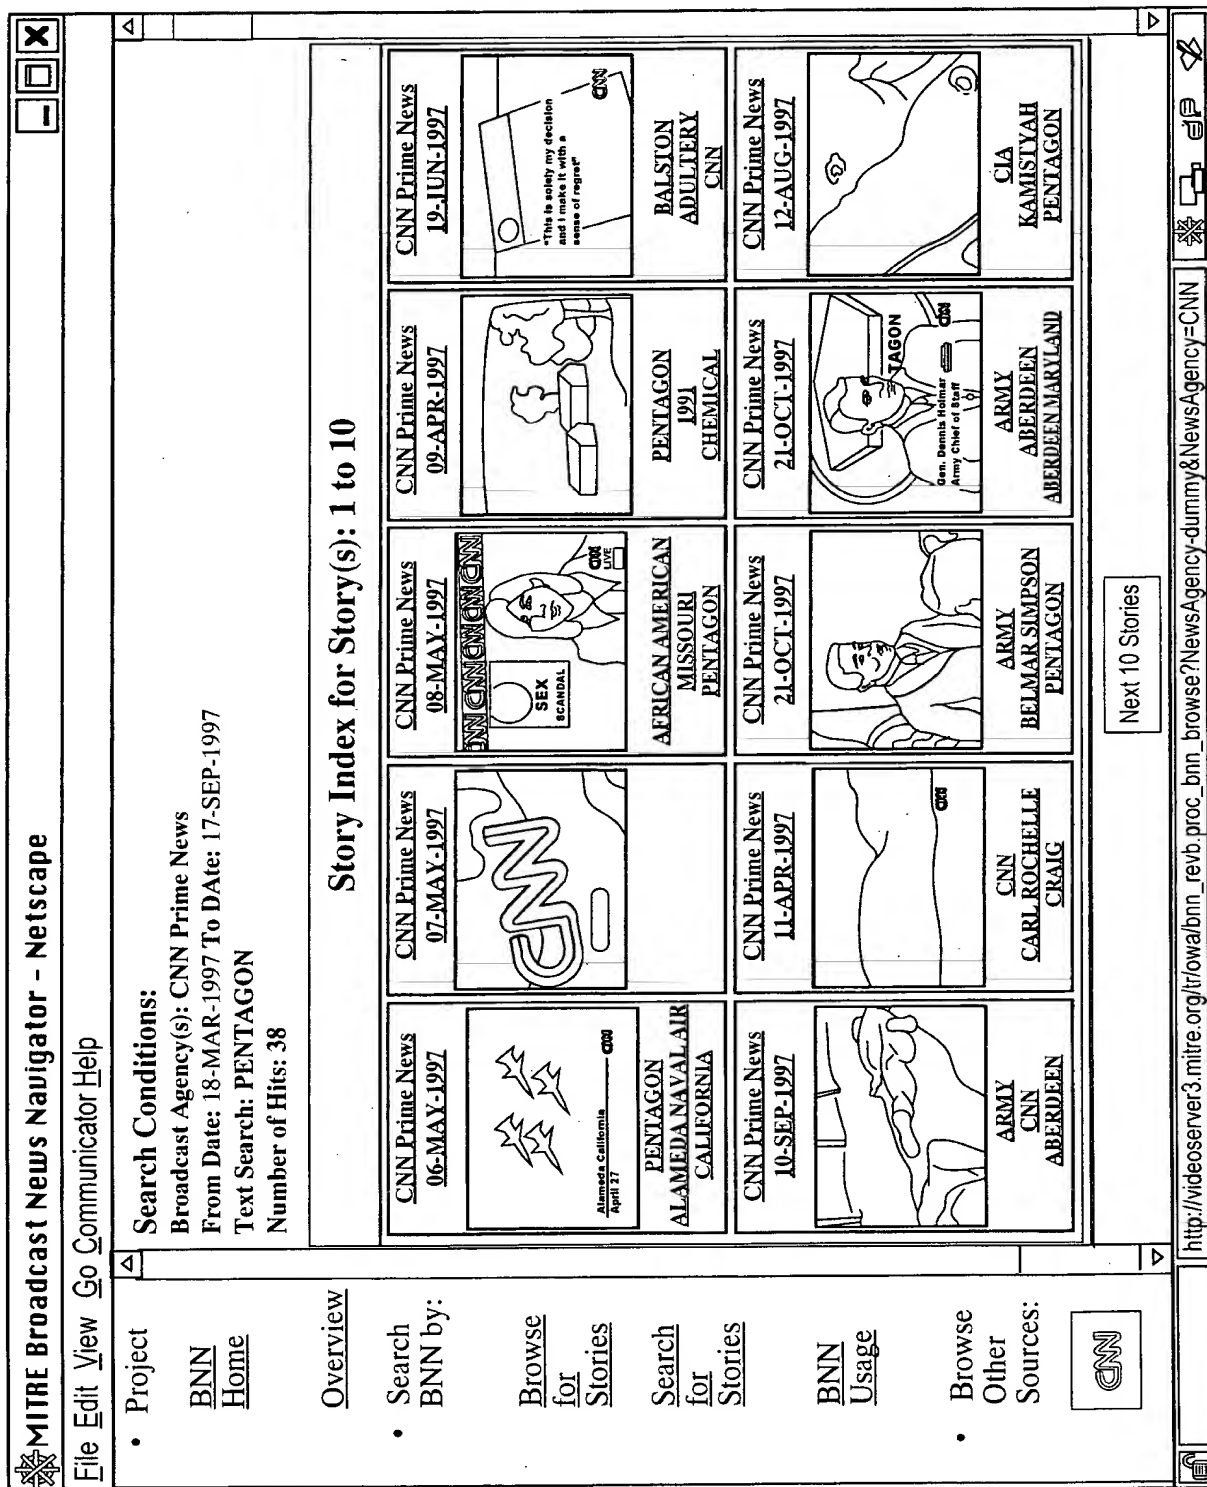 MITRE Broadcast News Navigator - Netscape
File Edit View Go Communicator Help
• Project
BNN
Home
Overview
• Search
BNN by:
Browse
for
Stories
Search
for
Stories
BNN
Usage
• Browse
Other
Sources:
CNN
Search Conditions:
Broadcast Agency(s): CNN Prime News
From Date: 18-MAR-1997 To DAte: 17-SEP-1997
Text Search: PENTAGON
Number of Hits: 38
Story Index for Story(s): 1 to 10
CNN Prime News
06-MAY-1997
Alameda California
April 27
CNN
PENTAGON
ALAMEDA NAVAL AIR
CALIFORNIA
CNN Prime News
07-MAY-1997
CNN
CNN Prime News
08-MAY-1997
SEX
SCANDAL
CNN
LIVE
AFRICAN AMERICAN
MISSOURI
PENTAGON
CNN Prime News
09-APR-1997
PENTAGON
1991
CHEMICAL
CNN Prime News
19-JUN-1997
"This is solely my decision
and I make it with a
sense of regret"
CNN
BALSTON
ADULTERY
CNN
CNN Prime News
10-SEP-1997
ARMY
CNN
ABERDEEN
CNN Prime News
11-APR-1997
CNN
CNN
CARL ROCHELLE
CRAIG
CNN Prime News
21-OCT-1997
ARMY
BELMAR SIMPSON
PENTAGON
CNN Prime News
21-OCT-1997
TAGON
Gen. Dennis Holmar
Army Chief of Staff
CNN
ARMY
ABERDEEN
ABERDEEN MARYLAND
CNN Prime News
12-AUG-1997
CIA
KAMISTYAH
PENTAGON
Next 10 Stories
http://videoserver3.mitre.org/tr/owa/bnn_revb.proc_bnn_browse?NewsAgency-dummy&NewsAgency=CNN